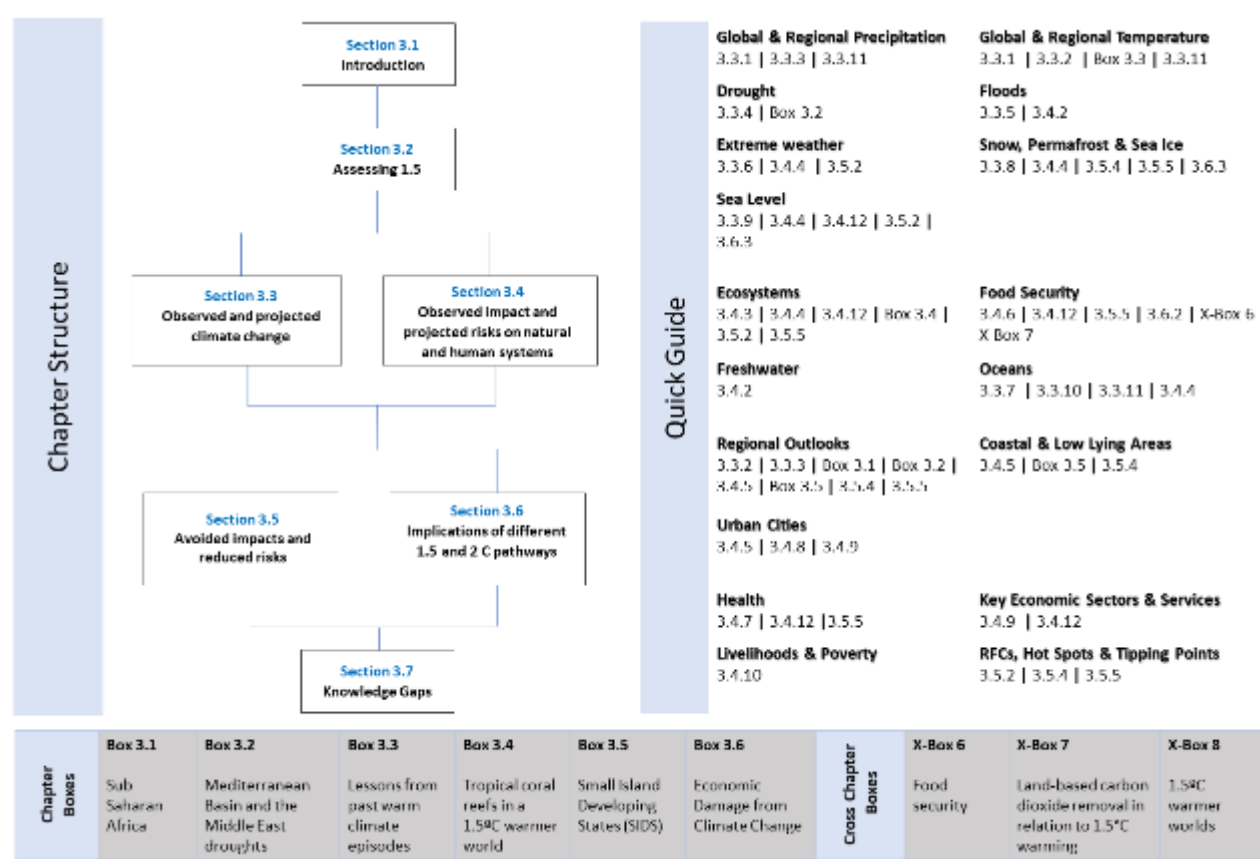 Chapter Structure
Section 3.1
Introduction
Section 3.2
Assessing 1.5
Section 3.3
Observed and projected
climate change
Section 3.4
Observed impact and
projected risks on natural
and human systems
Section 3.5
Avoided impacts and
reduced risks
Section 3.6
Implications of different
1.5 and 2 C pathways
Section 3.7
Knowledge Gaps
Quick Guide
Global & Regional Precipitation
3.3.1 | 3.3.3 | 3.3.11
Global & Regional Temperature
3.3.1 | 3.3.2 | Box 3.3 | 3.3.11
Drought
3.3.4 | Box 3.2
Floods
3.3.5 | 3.4.2
Extreme weather
3.3.6 | 3.4.4 | 3.5.2
Snow, Permafrost & Sea Ice
3.3.8 | 3.4.4 | 3.5.4 | 3.5.5 | 3.6.3
Sea Level
3.3.9 | 3.4.4 | 3.4.12 | 3.5.2 |
3.6.3
Ecosystems
3.4.3 | 3.4.4 | 3.4.12 | Box 3.4 |
3.5.2 | 3.5.5
Food Security
3.4.6 | 3.4.12 | 3.5.5 | 3.6.2 | X-Box 6
X Box 7
Freshwater
3.4.2
Oceans
3.3.7 | 3.3.10 | 3.3.11 | 3.4.4
Regional Outlooks
3.3.2 | 3.3.3 | Box 3.1 | Box 3.2 |
3.4.5 | Box 3.5 | 3.5.4 | 3.5.5
Coastal & Low Lying Areas
3.4.5 | Box 3.5 | 3.5.4
Urban Cities
3.4.5 | 3.4.8 | 3.4.9
Health
3.4.7 | 3.4.12 |3.5.5
Key Economic Sectors & Services
3.4.9 | 3.4.12
Livelihoods & Poverty
3.4.10
RFCs, Hot Spots & Tipping Points
3.5.2 | 3.5.4 | 3.5.5
Chapter
Boxes
Box 3.1
Sub
Saharan
Africa
Box 3.2
Mediterranean
Basin and the
Middle East
droughts
Box 3.3
Lessons from
past warm
climate
episodes
Box 3.4
Tropical coral
reefs in a
1.5ºC warmer
world
Box 3.5
Small Island
Developing
States (SIDS)
Box 3.6
Economic
Damage from
Climate Change
Cross Chapter
Boxes
X-Box 6
Food
security
X-Box 7
Land-based carbon
dioxide removal in
relation to 1.5°C
warming
X-Box 8
1.5ºC
warmer
worlds